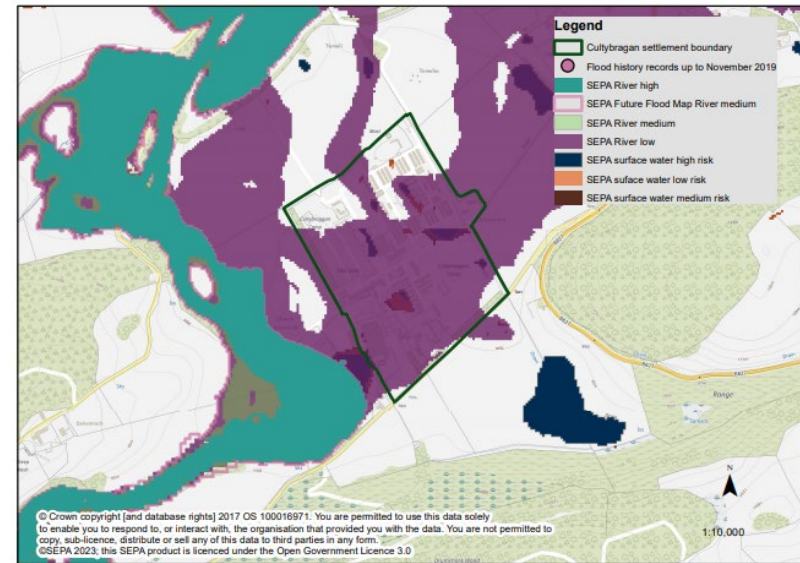 Legend
Cultybragan settlement boundary
Flood history records up to November 2019
SEPA River high
SEPA Future Flood Map River medium
SEPA River medium
SEPA River low
SEPA surface water high risk
SEPA suface water low risk
SEPA surface water medium risk
Range
N
1:10,000
© Crown copyright [and database rights] 2017 OS 100016971. You are permitted to use this data solely
to enable you to respond to, or interact with, the organisation that provided you with the data. You are not permitted to
copy, sub-licence, distribute or sell any of this data to third parties in any form.
©SEPA 2023; this SEPA product is licenced under the Open Government Licence 3.0